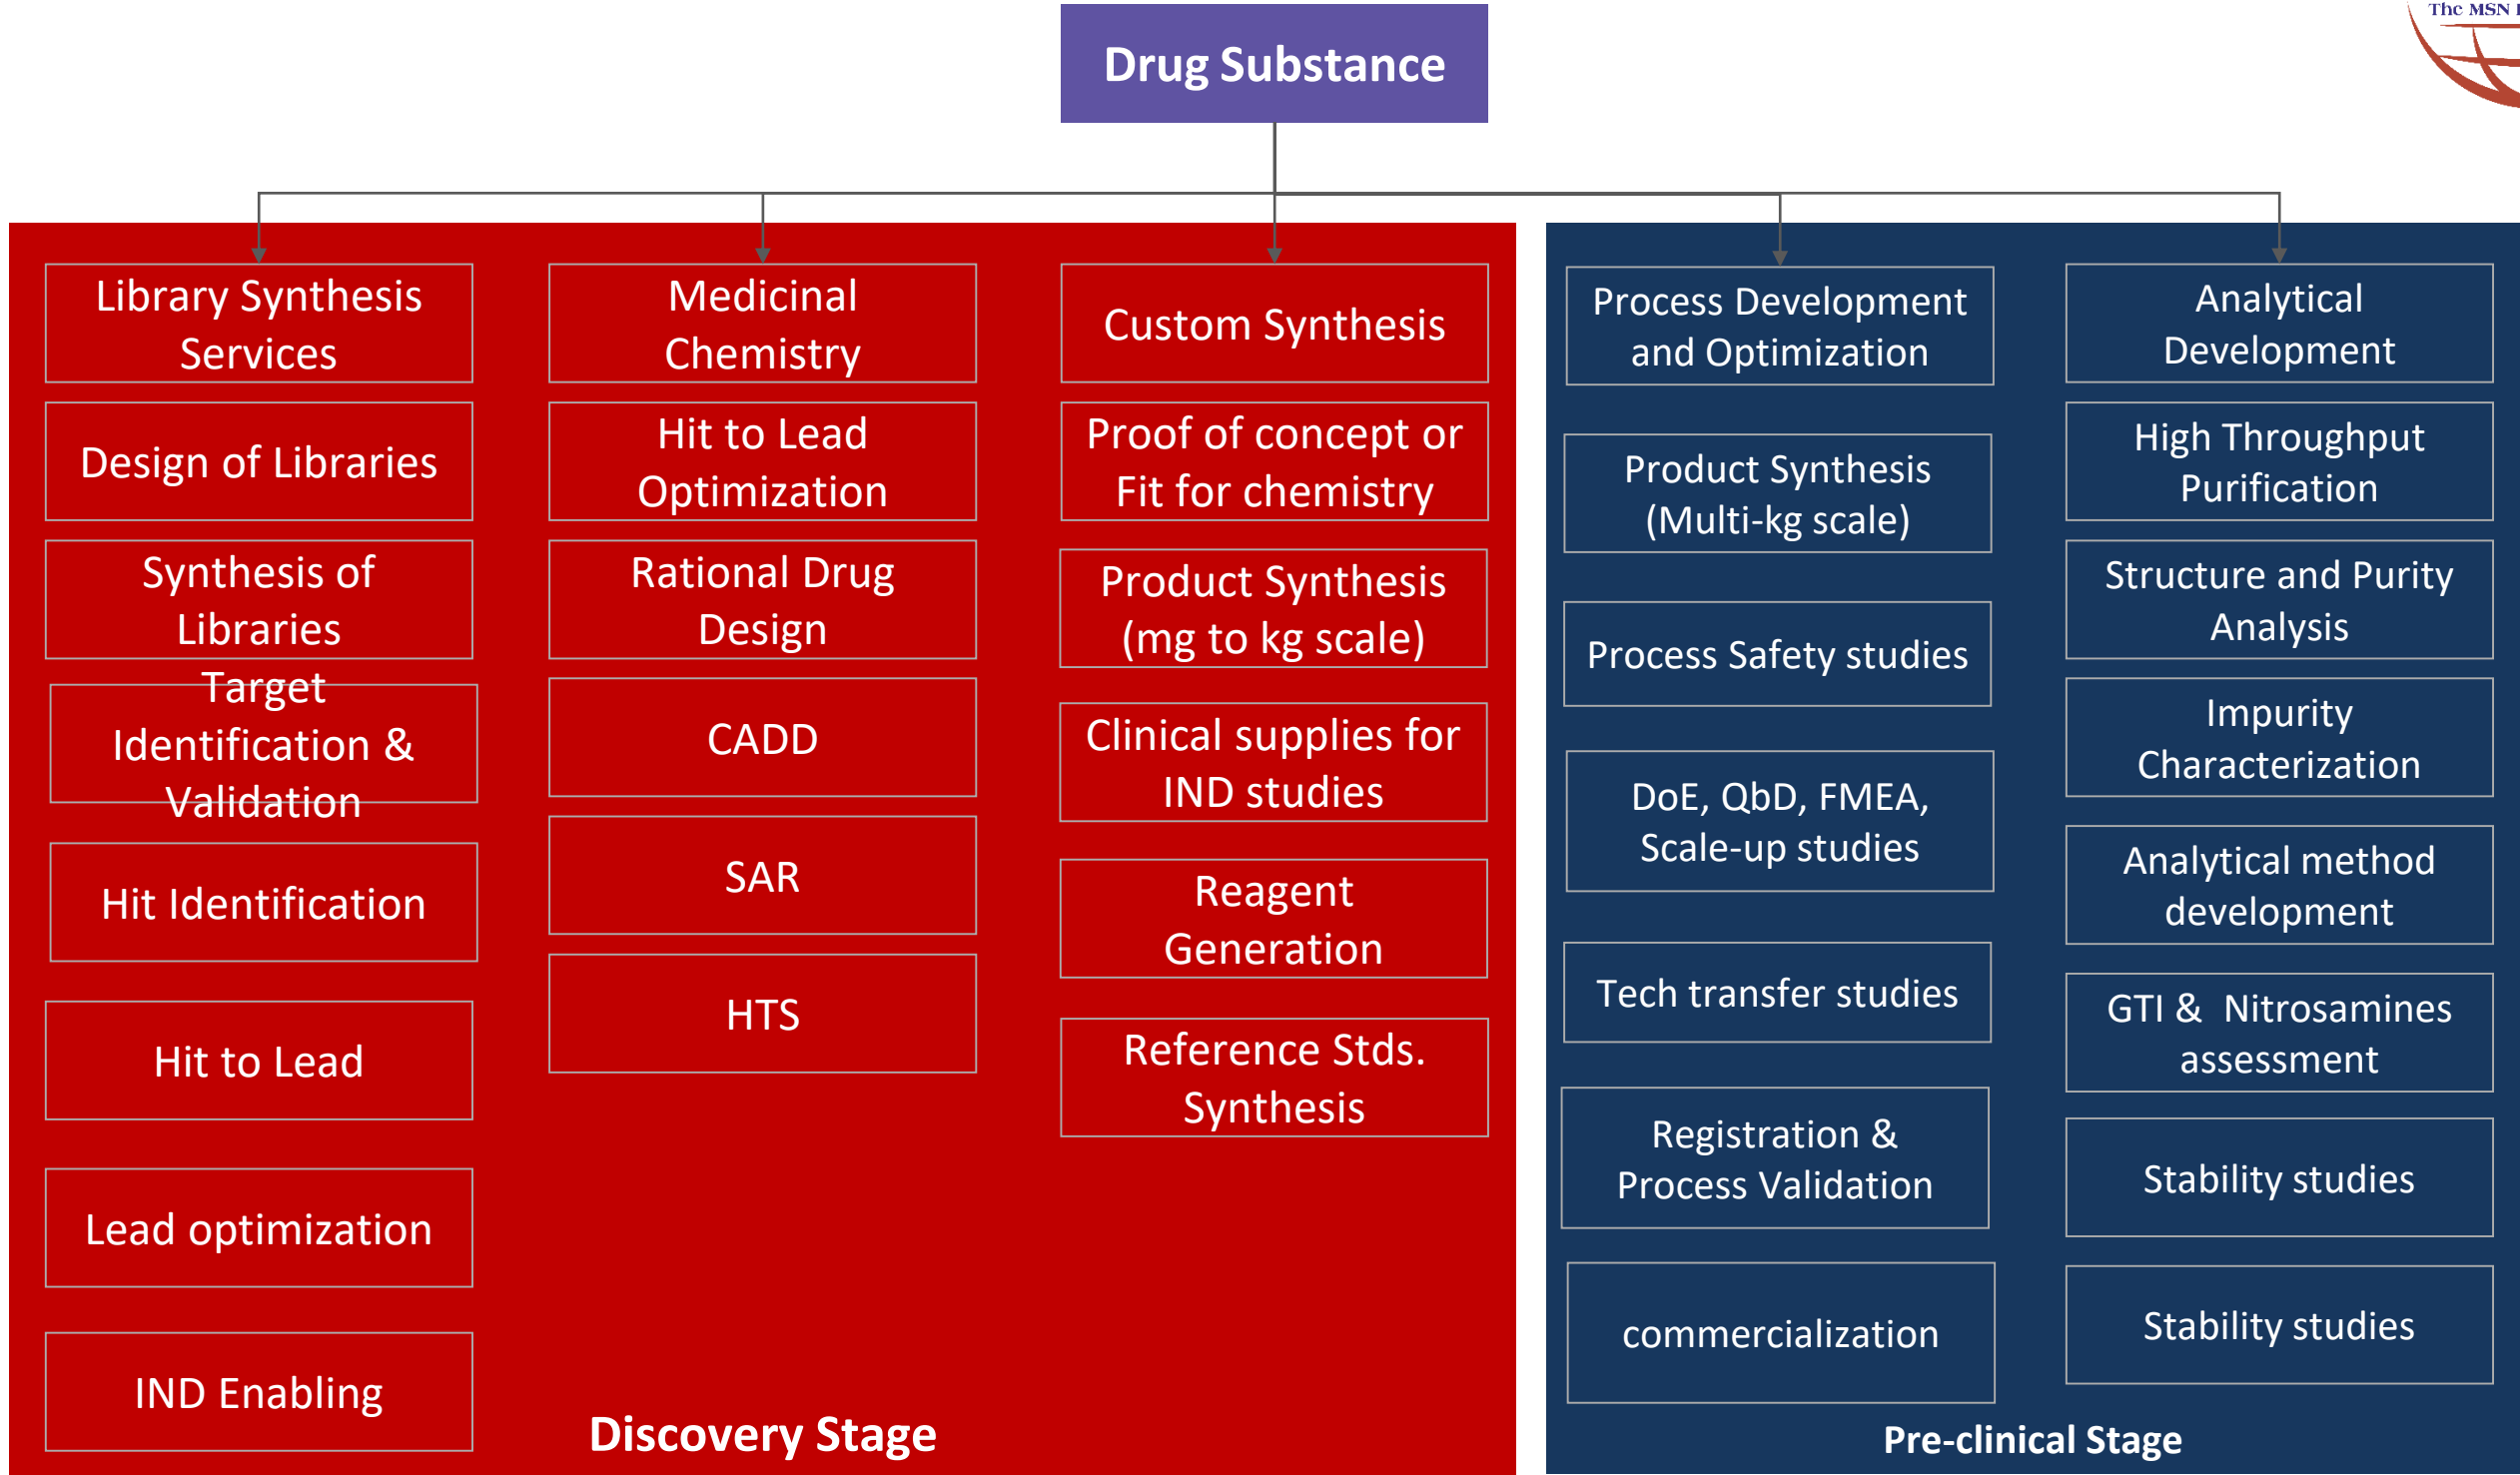 The MSN
Drug Substance
Library Synthesis
Services
Design of Libraries
Synthesis of
Libraries
Target
Identification &
Validation
Hit Identification
Hit to Lead
Lead optimization
IND Enabling
Medicinal
Chemistry
Hit to Lead
Optimization
Rational Drug
Design
CADD
SAR
HTS
Custom Synthesis
Proof of concept or
Fit for chemistry
Product Synthesis
(mg to kg scale)
Clinical supplies for
IND studies
Reagent
Generation
Reference Stds.
Synthesis
Discovery Stage
Process Development
and Optimization
Product Synthesis
(Multi-kg scale)
Process Safety studies
DoE, QbD, FMEA,
Scale-up studies
Tech transfer studies
Registration &
Process Validation
commercialization
Analytical
Development
High Throughput
Purification
Structure and Purity
Analysis
Impurity
Characterization
Analytical method
development
GTI &  Nitrosamines
assessment
Stability studies
Stability studies
Pre-clinical Stage